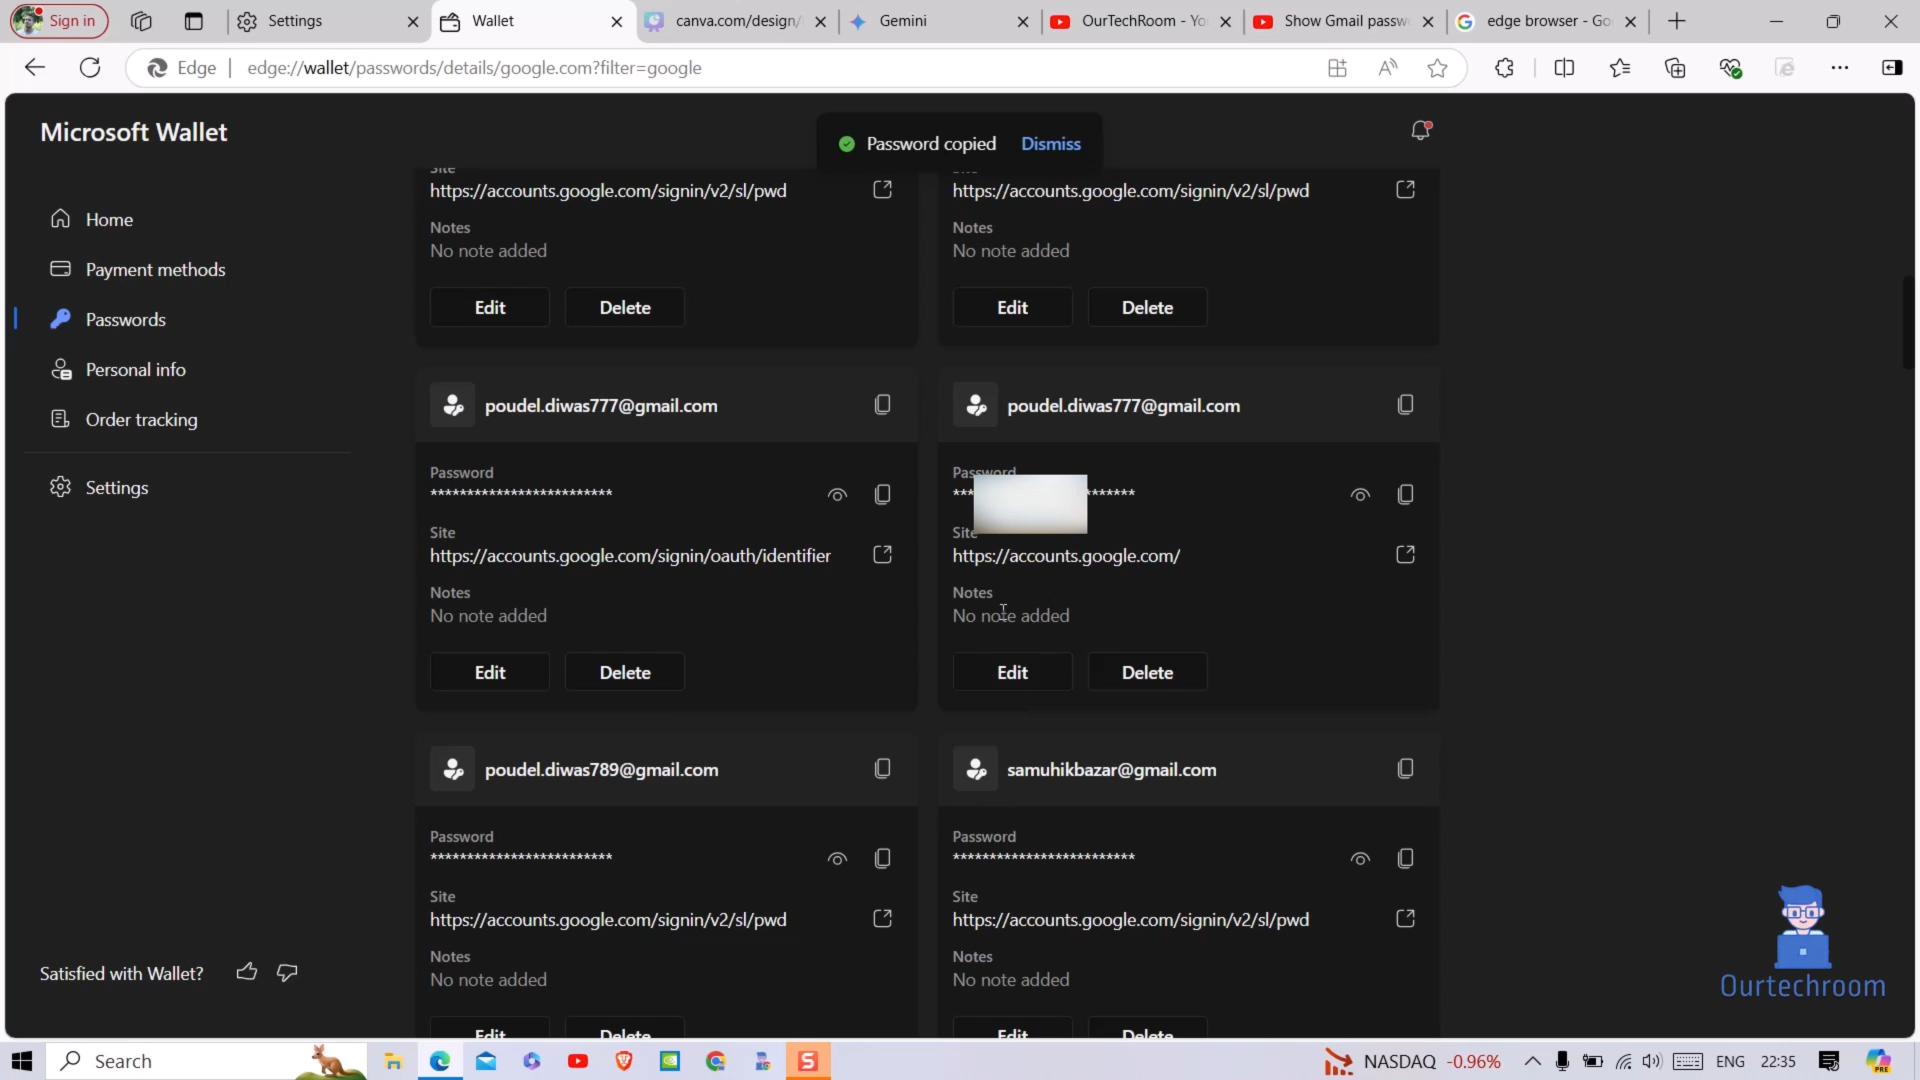 Sign in
Settings
Wallet
canva.com/design/
Gemini
OurTechRoom - Yo
Show Gmail passw
edge browser - Go
Edge
edge://wallet/passwords/details/google.com?filter=google
Microsoft Wallet
Password copied Dismiss
Home
Payment methods
Passwords
Personal info
Order tracking
Settings
Satisfied with Wallet?
Site
https://accounts.google.com/signin/v2/sl/pwd
Notes
No note added
Edit Delete
https://accounts.google.com/signin/v2/sl/pwd
Notes
No note added
Edit Delete
poudel.diwas777@gmail.com
Password
*************************
Site
https://accounts.google.com/signin/oauth/identifier
Notes
No note added
Edit Delete
poudel.diwas777@gmail.com
Password
Site
https://accounts.google.com/
Notes
No note added
Edit Delete
poudel.diwas789@gmail.com
Password
*************************
Site
https://accounts.google.com/signin/v2/sl/pwd
Notes
No note added
Edit Delete
samuhikbazar@gmail.com
Password
*************************
Site
https://accounts.google.com/signin/v2/sl/pwd
Notes
No note added
Edit Delete
Ourtechroom
Search
NASDAQ -0.96%
ENG
22:35
PRE